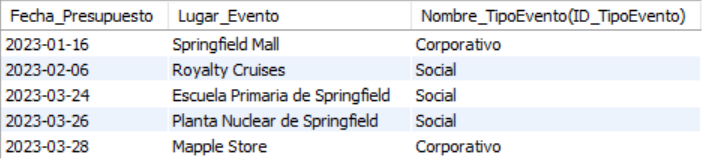 Fecha_Presupuesto Lugar_Evento Nombre_TipoEvento(ID_TipoEvento)
2023-01-16 Springfield Mall Corporativo
2023-02-06 Royalty Cruises Social
2023-03-24 Escuela Primaria de Springfield Social
2023-03-26 Planta Nuclear de Springfield Social
2023-03-28 Mapple Store Corporativo